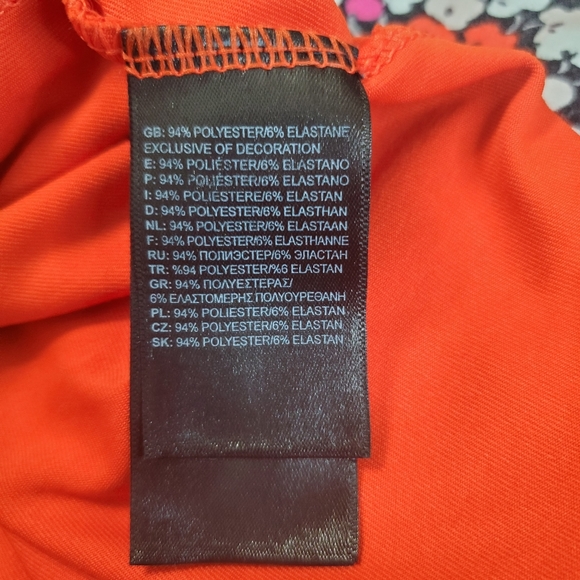 GB: 94% POLYESTER/6% ELASTANE
EXCLUSIVE OF DECORATION
E: 94% POLIÉSTER/6% ELASTANO
P: 94% POLIÉSTER/6% ELASTANO
I: 94% POLIESTERE/6% ELASTAN
D: 94% POLYESTER/6% ELASTHAN
NL: 94% POLYESTER/6% ELASTAAN
F: 94% POLYESTER/6% ELASTHANNE
RU: 94% ПОЛИЭСТЕР/6% ЭЛАСТАН
TR: %94 POLYESTER/%6 ELASTAN
GR: 94% ΠΟΛΥΕΣΤΕΡΑΣ/
6% ΕΛΑΣΤΟΜΕΡΗΣ ΠΟΛΥΟΥΡΕΘΑΝΗ
PL: 94% POLIESTER/6% ELASTAN
CZ: 94% POLYESTER/6% ELASTAN
SK: 94% POLYESTER/6% ELASTAN